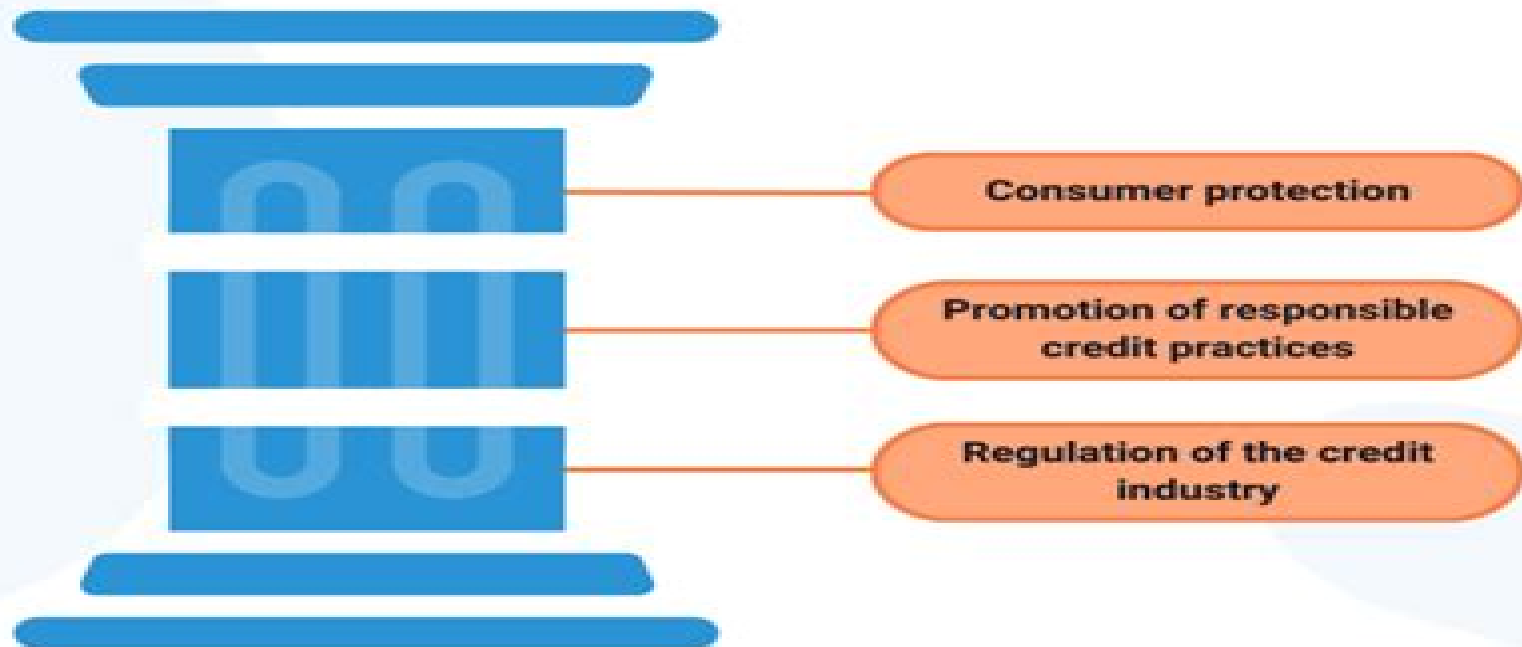 Consumer protection
Promotion of responsible
credit practices
Regulation of the credit
industry